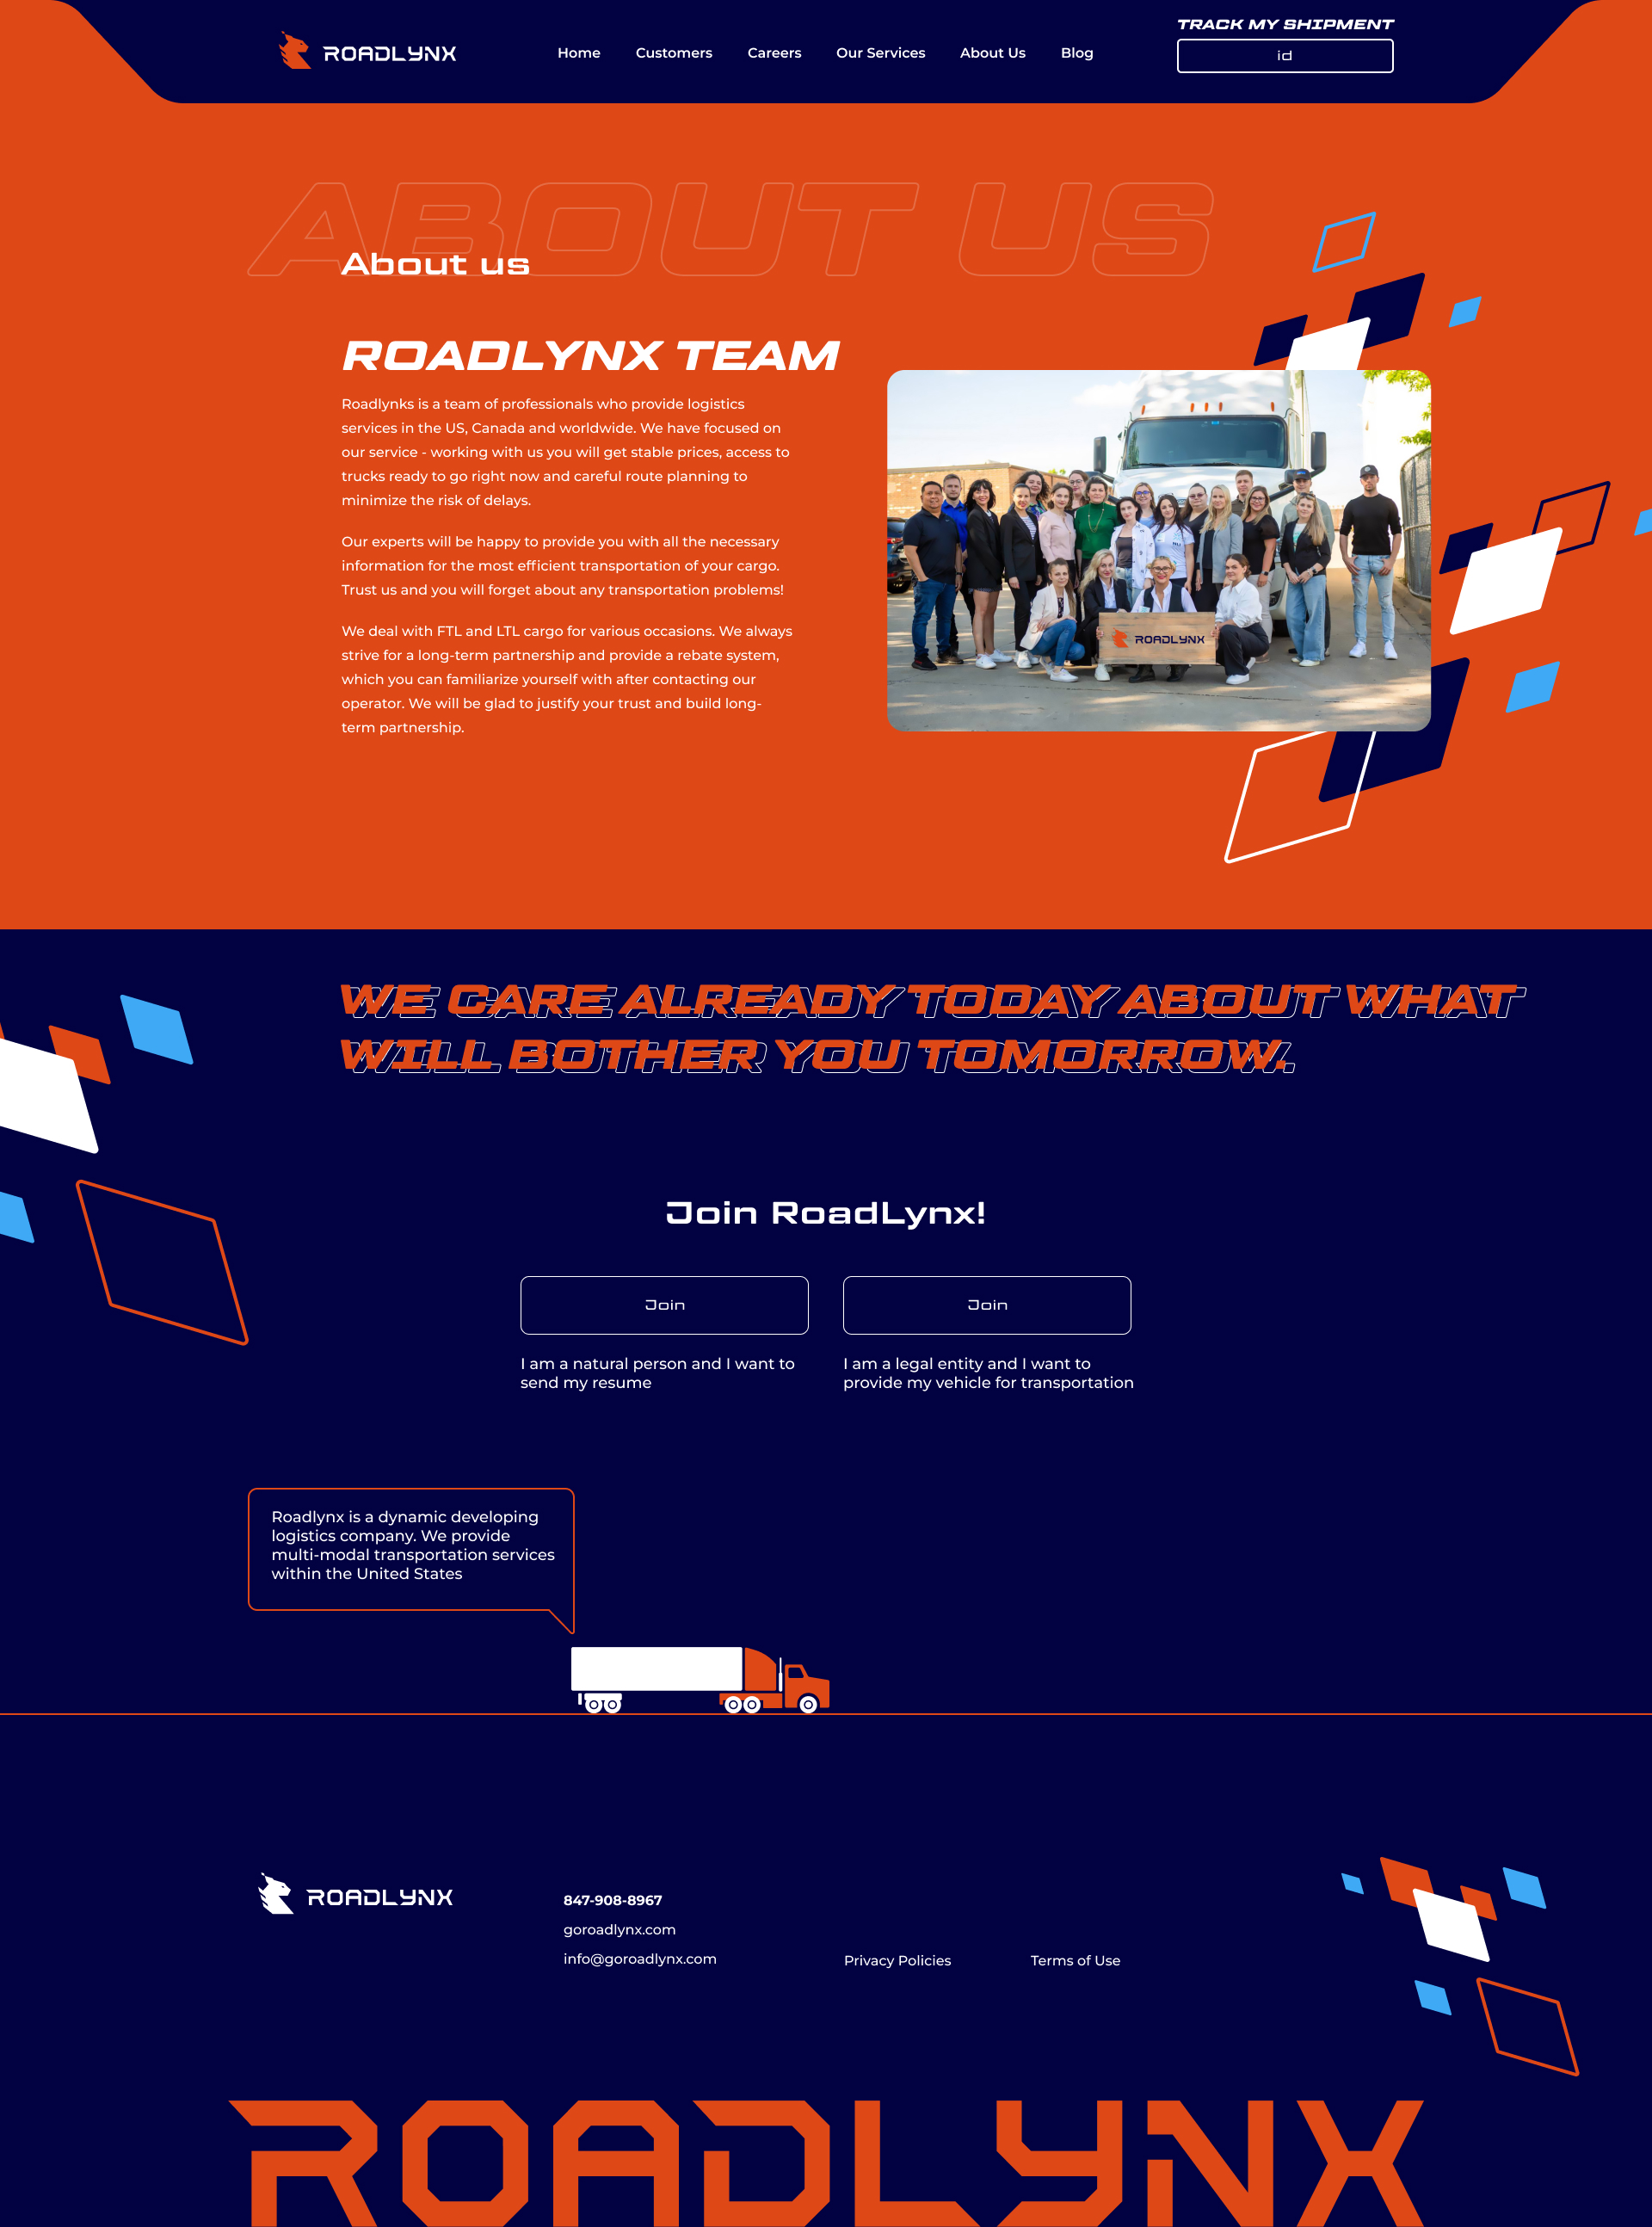 ROADLYNX
Home
Customers
Careers
Our Services
About Us
Blog
TRACK MY SHIPMENT
id
ABOUT US
About us
ROADLYNX TEAM
Roadlynks is a team of professionals who provide logistics
services in the US, Canada and worldwide. We have focused on
our service - working with us you will get stable prices, access to
trucks ready to go right now and careful route planning to
minimize the risk of delays.
Our experts will be happy to provide you with all the necessary
information for the most efficient transportation of your cargo.
Trust us and you will forget about any transportation problems!
We deal with FTL and LTL cargo for various occasions. We always
strive for a long-term partnership and provide a rebate system,
which you can familiarize yourself with after contacting our
operator. We will be glad to justify your trust and build long-
term partnership.
ROADLYNX
WE CARE ALREADY TODAY ABOUT WHAT
WILL BOTHER YOU TOMORROW.
Join RoadLynx!
Join
I am a natural person and I want to
send my resume
Join
I am a legal entity and I want to
provide my vehicle for transportation
Roadlynx is a dynamic developing
logistics company. We provide
multi-modal transportation services
within the United States
ROADLYNX
847-908-8967
goroadlynx.com
info@goroadlynx.com
Privacy Policies
Terms of Use
ROADLYNX